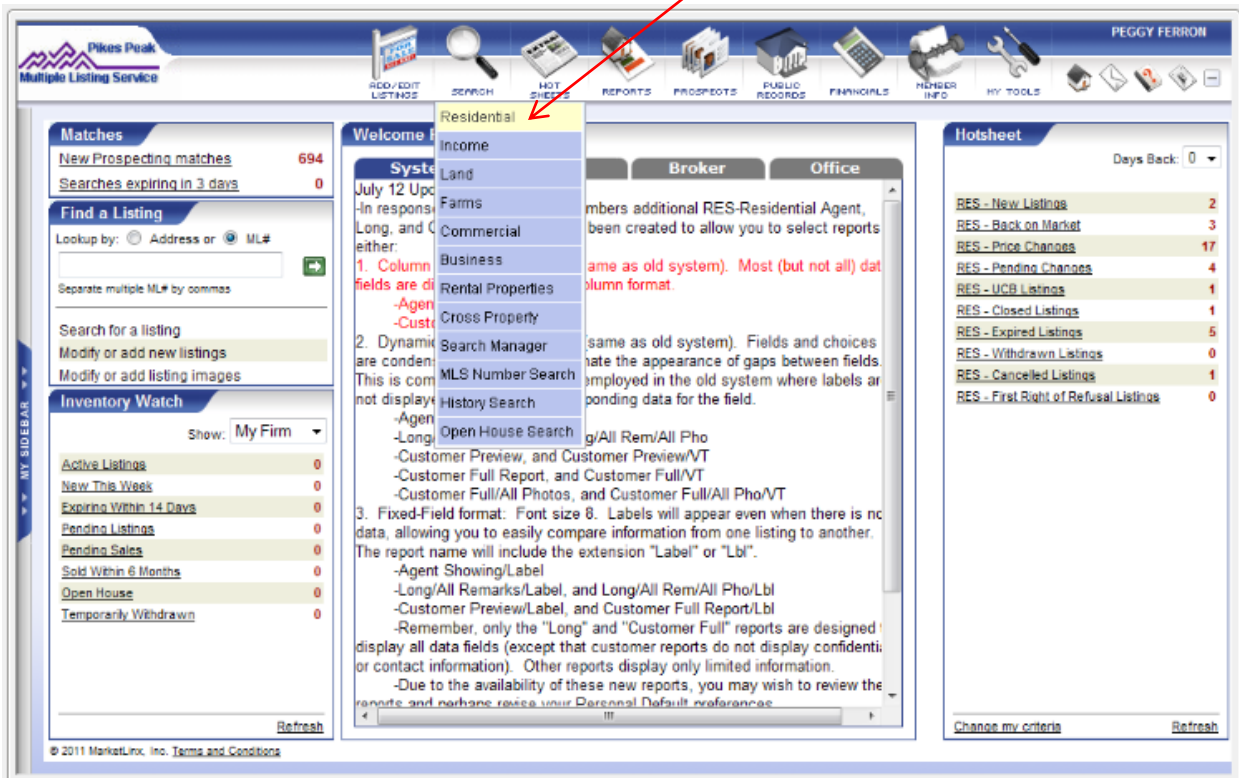 PEGGY FERRON
Pikes Peak
Multiple Listing Service
ADD/EDIT LISTINGS
SEARCH
HOT SHEETS
REPORTS
PROSPECTS
PUBLIC RECORDS
FINANCIALS
MEMBER INFO
MY TOOLS
FOR SALE
EXTRA
Residential
Income
Land
Farms
Commercial
Business
Rental Properties
Cross Property
Search Manager
MLS Number Search
History Search
Open House Search
MY SIDEBAR
Matches
New Prospecting matches 694
Searches expiring in 3 days 0
Find a Listing
Lookup by: Address or ML#
Separate multiple ML# by commas
Search for a listing
Modify or add new listings
Modify or add listing images
Inventory Watch
Show: My Firm
Active Listings 0
New This Week 0
Expiring Within 14 Days 0
Pending Listings 0
Pending Sales 0
Sold Within 6 Months 0
Open House 0
Temporarily Withdrawn 0
Refresh
Welcome
Syste Broker Office
July 12 Upd
-In respons mbers additional RES-Residential Agent,
Long, and C been created to allow you to select reports
either:
1. Column ame as old system). Most (but not all) dat
fields are di olumn format.
-Agen
-Custo
2. Dynamic same as old system). Fields and choices
are condens nate the appearance of gaps between fields.
This is com employed in the old system where labels ar
not displaye ponding data for the field.
-Agen
-Long/ g/All Rem/All Pho
-Customer Preview, and Customer Preview/VT
-Customer Full Report, and Customer Full/VT
-Customer Full/All Photos, and Customer Full/All Pho/VT
3. Fixed-Field format: Font size 8. Labels will appear even when there is no
data, allowing you to easily compare information from one listing to another.
The report name will include the extension "Label" or "Lbl".
-Agent Showing/Label
-Long/All Remarks/Label, and Long/All Rem/All Pho/Lbl
-Customer Preview/Label, and Customer Full Report/Lbl
-Remember, only the "Long" and "Customer Full" reports are designed
display all data fields (except that customer reports do not display confidentia
or contact information). Other reports display only limited information.
-Due to the availability of these new reports, you may wish to review the
reports and perhaps revise your Personal Default preferences
Hotsheet
Days Back: 0
RES - New Listings 2
RES - Back on Market 3
RES - Price Changes 17
RES - Pending Changes 4
RES - UCB Listings 1
RES - Closed Listings 1
RES - Expired Listings 5
RES - Withdrawn Listings 0
RES - Cancelled Listings 1
RES - First Right of Refusal Listings 0
Change my criteria Refresh
© 2011 MarketLinx, Inc. Terms and Conditions